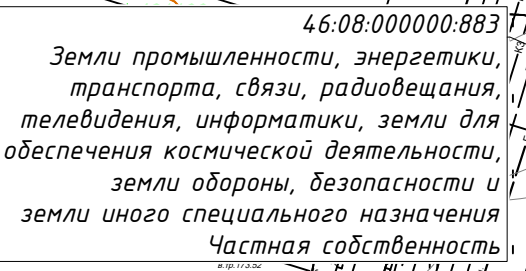 46:08:000000:883
Земли промышленности, энергетики,
транспорта, связи, радиовещания,
телевидения, информатики, земли для
обеспечения космической деятельности,
земли обороны, безопасности и
земли иного специального назначения
Частная собственность